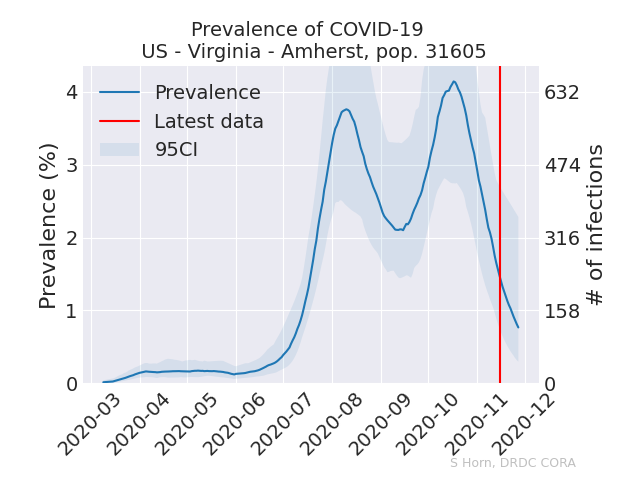 Prevalence of COVID-19
US - Virginia - Amherst, pop. 31605
Prevalence
Latest data
95CI
Prevalence (%)
4
3
2
1
0
632
474
316
158
0
# of infections
2020-03
2020-04
2020-05
2020-06
2020-07
2020-08
2020-09
2020-10
2020-11
2020-12
S Horn, DRDC CORA